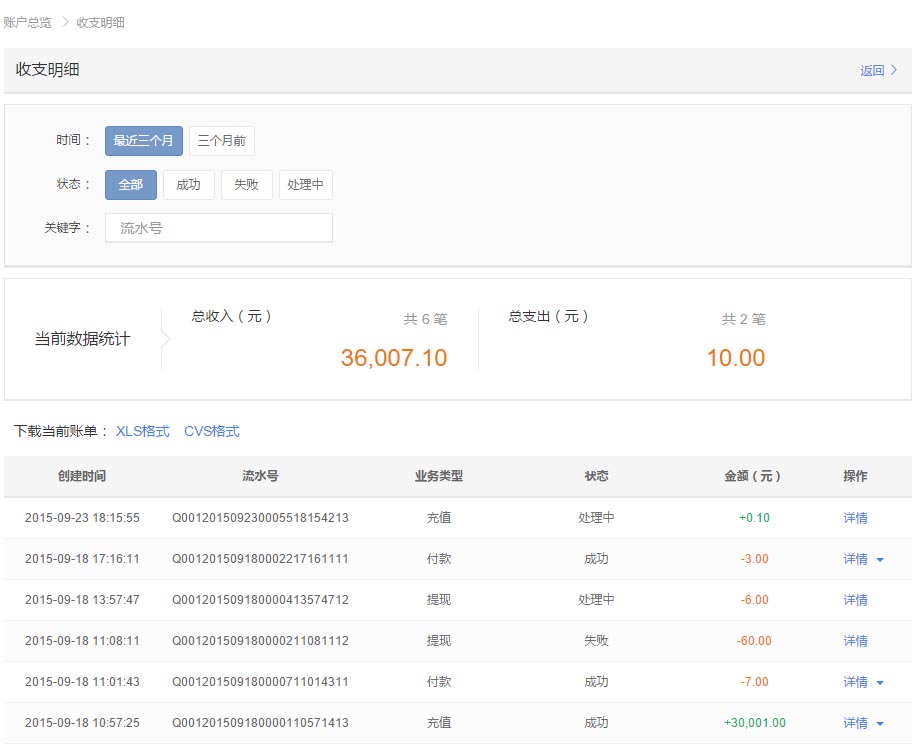 账户总览 > 收支明细
收支明细 返回 >
时间： 最近三个月 三个月前
状态： 全部 成功 失败 处理中
关键字： 流水号
当前数据统计
总收入（元） 共 6 笔
36,007.10
总支出（元） 共 2 笔
10.00
下载当前账单： XLS格式 CVS格式
创建时间 流水号 业务类型 状态 金额（元） 操作
2015-09-23 18:15:55 Q001201509230005518154213 充值 处理中 +0.10 详情
2015-09-18 17:16:11 Q001201509180002217161111 付款 成功 -3.00 详情
2015-09-18 13:57:47 Q001201509180000413574712 提现 处理中 -6.00 详情
2015-09-18 11:08:11 Q001201509180000211081112 提现 失败 -60.00 详情
2015-09-18 11:01:43 Q001201509180000711014311 付款 成功 -7.00 详情
2015-09-18 10:57:25 Q001201509180000110571413 充值 成功 +30,001.00 详情